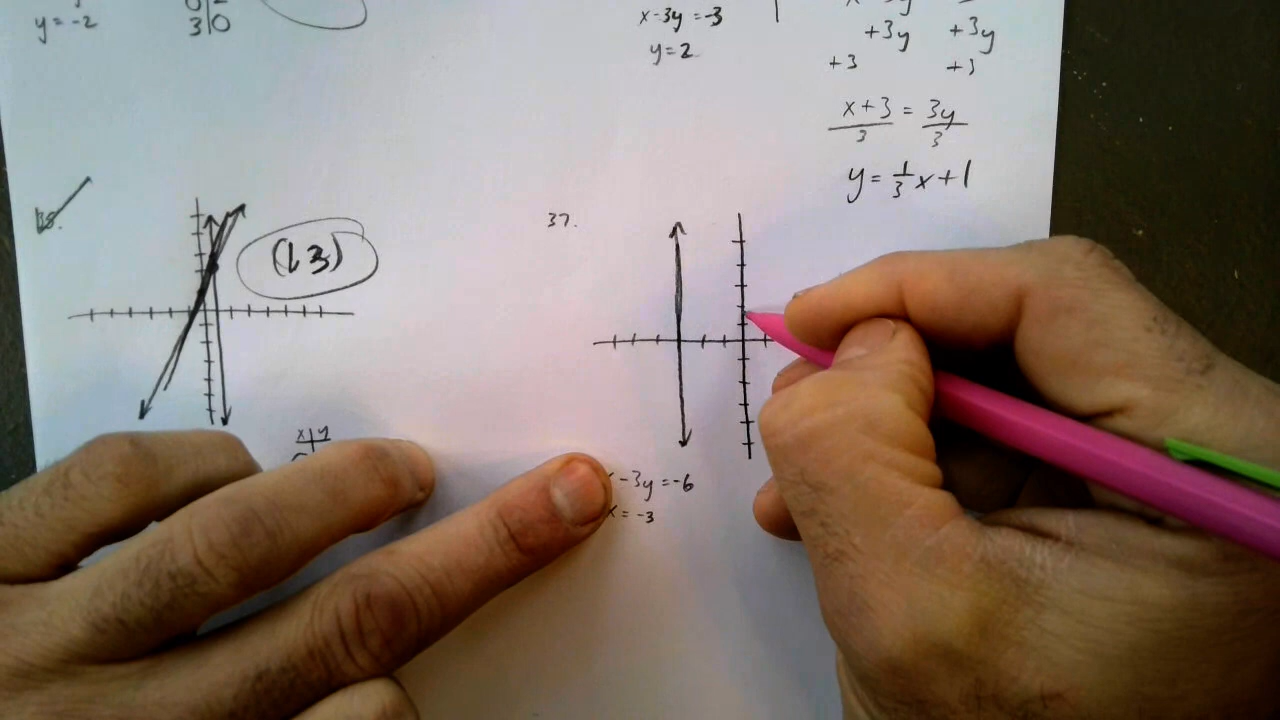 y = -2
3|0
x - 3y = -3
y = 2
+3y +3y
+3 +3
x + 3 = 3y
3 3
y = 1/3 x + 1
(1, 3)
37.
x|y
- 3y = -6
x = -3